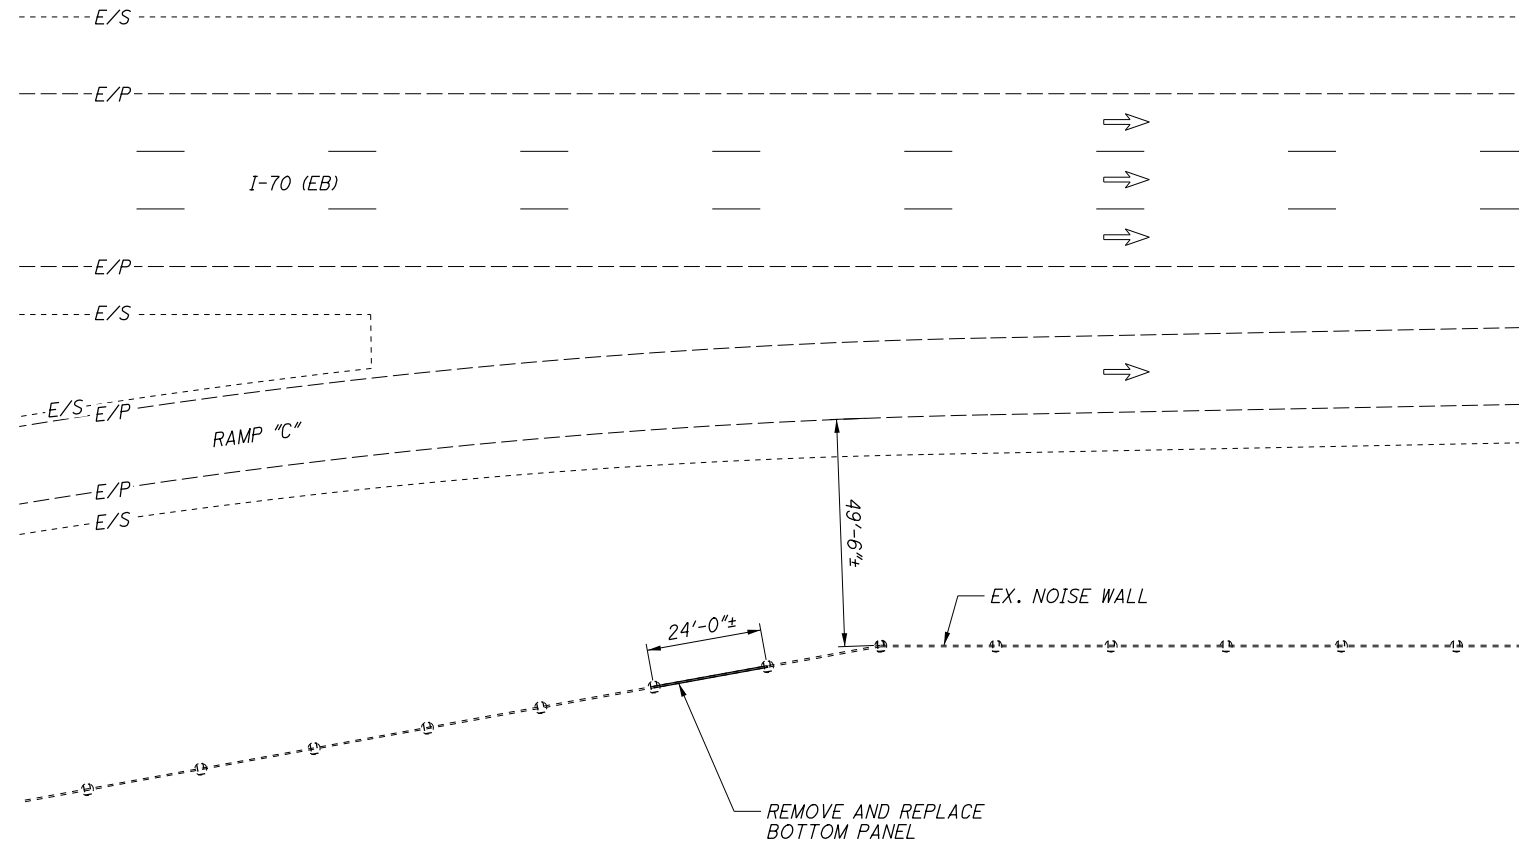 E/S
E/P
I-70 (EB)
E/P
E/S
E/S
E/P
RAMP "C"
E/P
E/S
49'-6"±
EX. NOISE WALL
24'-0"±
REMOVE AND REPLACE
BOTTOM PANEL